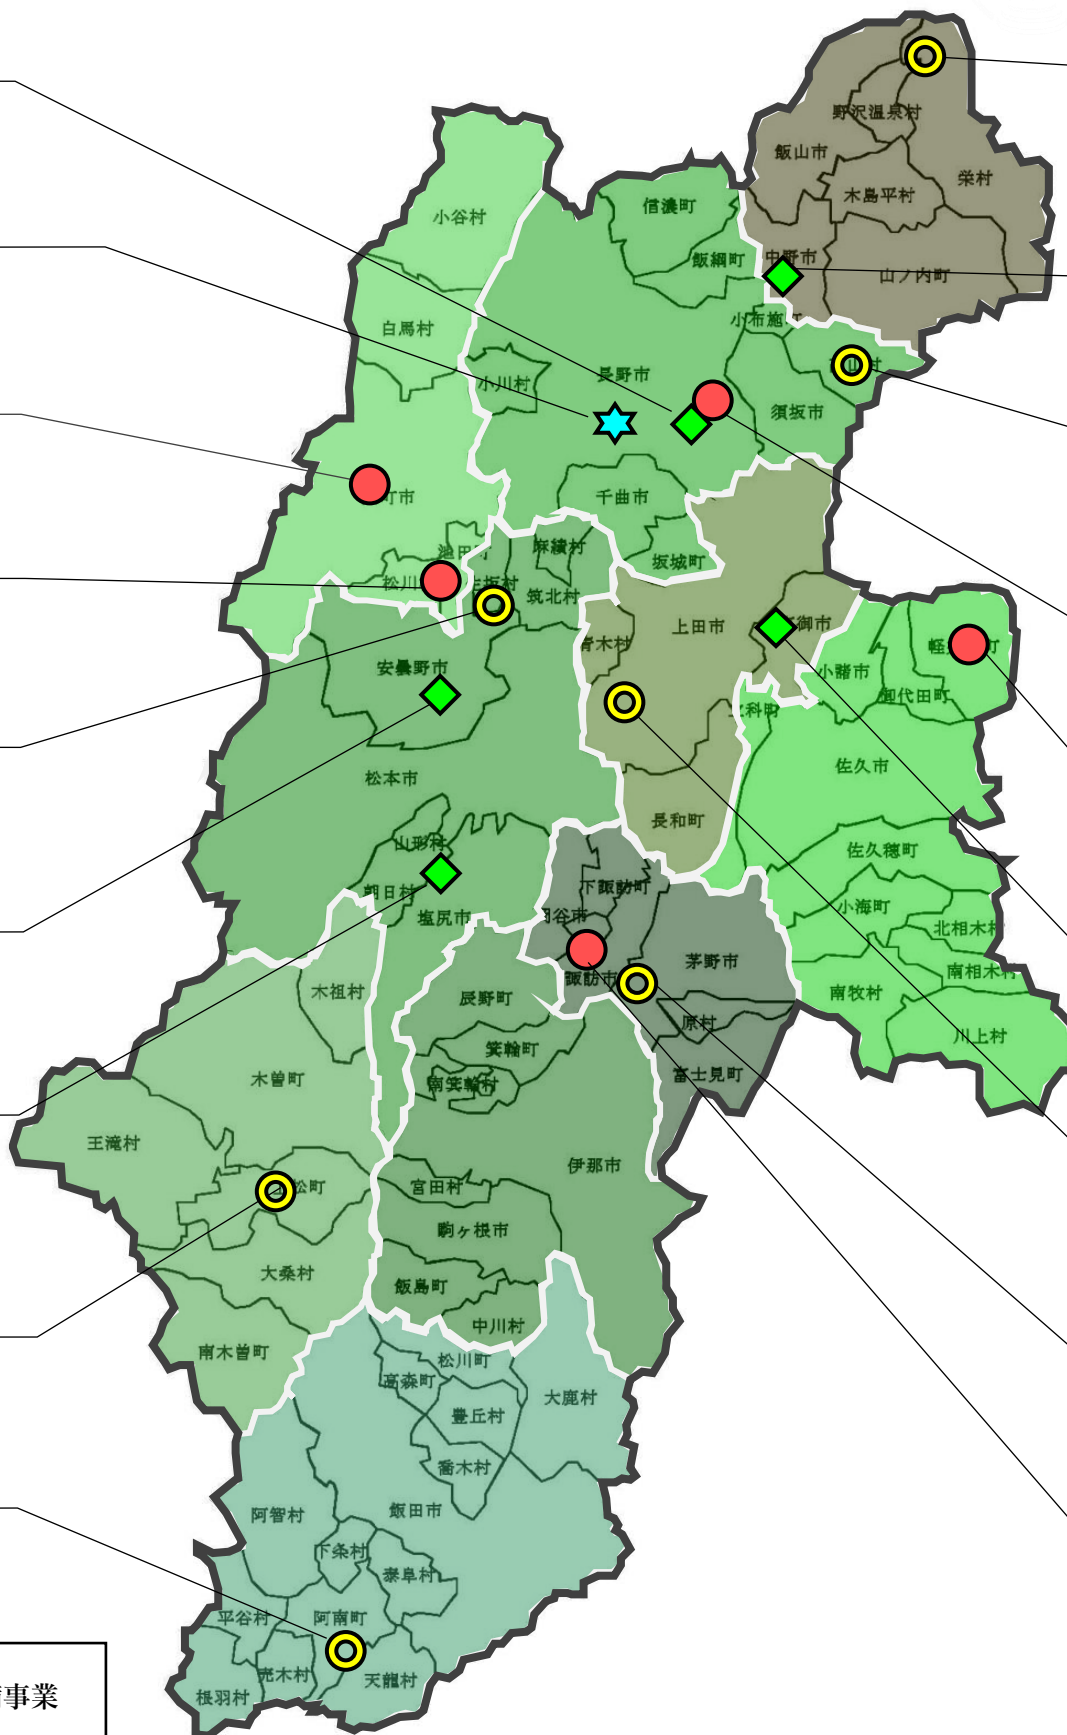 野沢温泉村
飯山市
栄村
木島平村
信濃町
小谷村
中野市
飯綱町
山ノ内町
小布施
白馬村
長野市
小川村
須坂市
千曲市
町市
麻績村
坂城町
松川
筑北村
上田市
御市
青木村
小諸市
安曇野市
御代田町
科町
佐久市
松本市
長和町
山形村
佐久穂町
朝日村
下諏訪町
小海町
塩尻市
谷市
北相木村
茅野市
南相木村
諏訪市
木祖村
南牧村
辰野町
原村
川上村
箕輪町
木曽町
富士見町
南箕輪村
王滝村
伊那市
松町
宮田村
駒ヶ根市
大桑村
飯島町
中川村
南木曽町
松川町
高森町
大鹿村
豊丘村
喬木村
飯田市
阿智村
下条村
泰阜村
平谷村
阿南町
売木村
天龍村
根羽村
事業